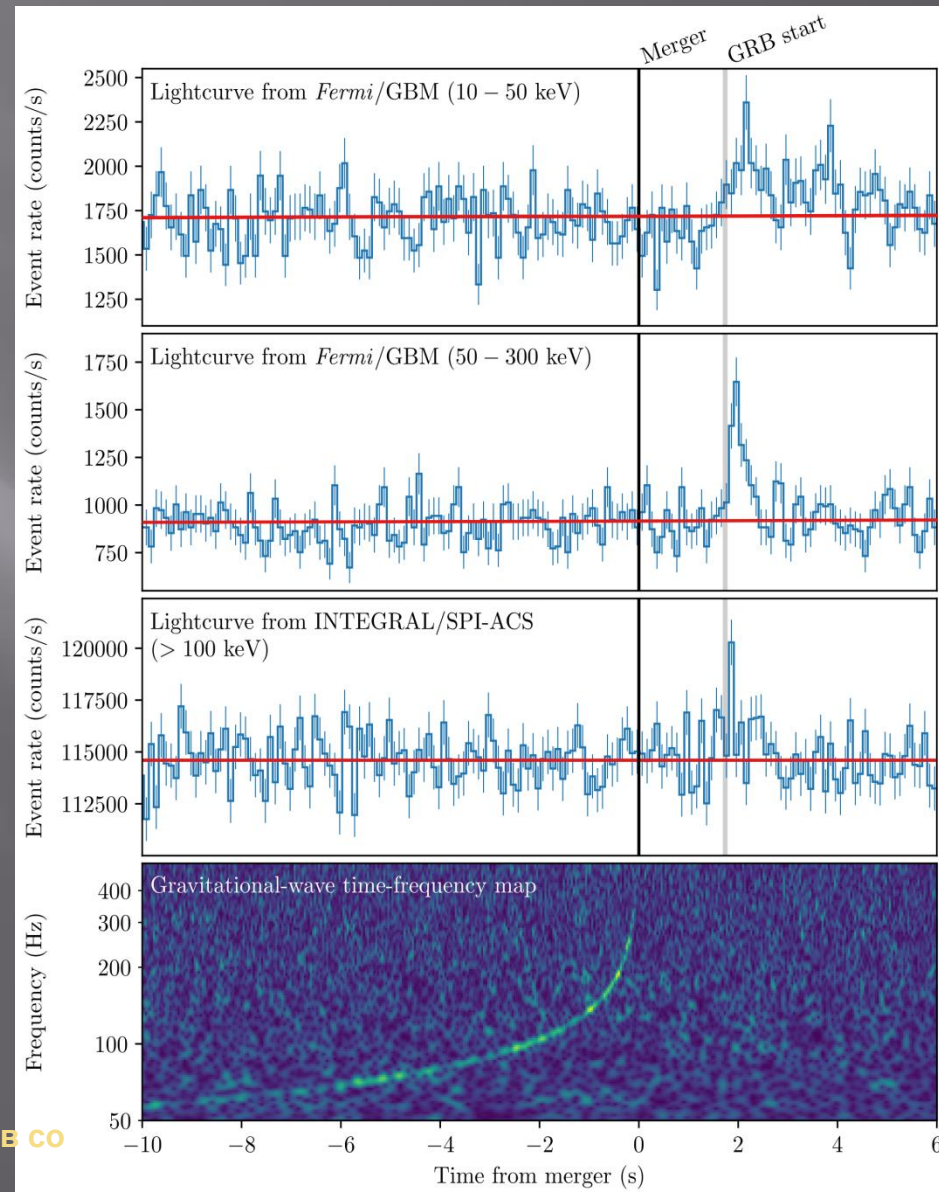 Merger
GRB start
Lightcurve from Fermi/GBM (10 − 50 keV)
Event rate (counts/s)
2500
2250
2000
1750
1500
1250
Lightcurve from Fermi/GBM (50 − 300 keV)
Event rate (counts/s)
1750
1500
1250
1000
750
Lightcurve from INTEGRAL/SPI-ACS
(> 100 keV)
Event rate (counts/s)
120000
117500
115000
112500
Gravitational-wave time-frequency map
Frequency (Hz)
400
300
200
100
50
−10 −8 −6 −4 −2 0 2 4 6
Time from merger (s)
B CO